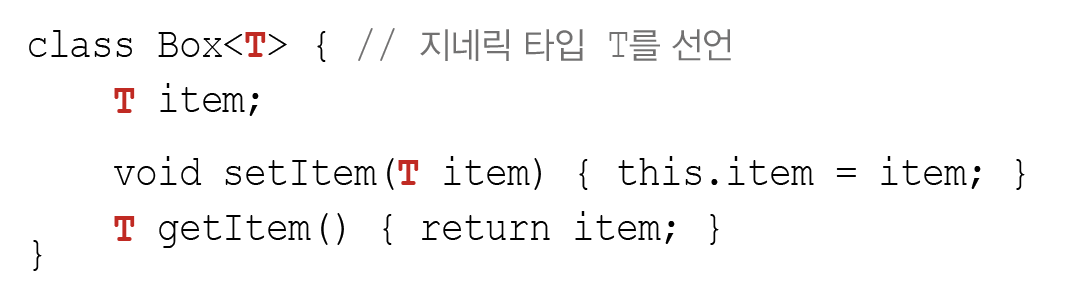 class Box<T> { // 지네릭 타입 T를 선언
    T item;
    void setItem(T item) { this.item = item; }
    T getItem() { return item; }
}